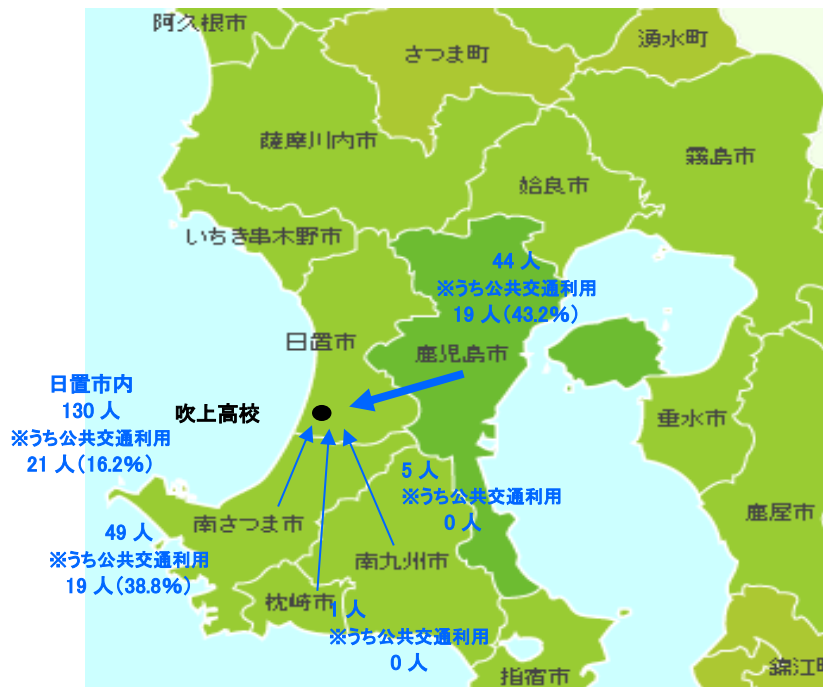 阿久根市
さつま町
湧水町
薩摩川内市
霧島市
姶良市
いちき串木野市
44 人
※うち公共交通利用
19 人(43.2%)
日置市
鹿児島市
日置市内
130 人
※うち公共交通利用
21 人(16.2%)
吹上高校
垂水市
5 人
※うち公共交通利用
0 人
鹿屋市
南さつま市
49 人
※うち公共交通利用
19 人(38.8%)
南九州市
枕崎市
1 人
※うち公共交通利用
0 人
指宿市
錦江町